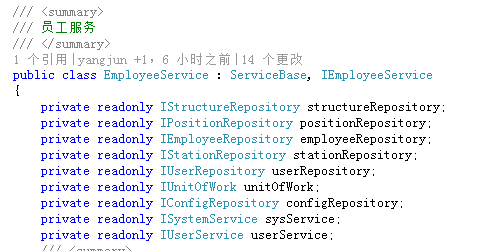 /// <summary>
/// 员工服务
/// </summary>
1 个引用|yangjun +1，6 小时之前|14 个更改
public class EmployeeService : ServiceBase, IEmployeeService
{
private readonly IStructureRepository structureRepository;
private readonly IPositionRepository positionRepository;
private readonly IEmployeeRepository employeeRepository;
private readonly IStationRepository stationRepository;
private readonly IUserRepository userRepository;
private readonly IUnitOfWork unitOfWork;
private readonly IConfigRepository configRepository;
private readonly ISystemService sysService;
private readonly IUserService userService;
/// <summary>